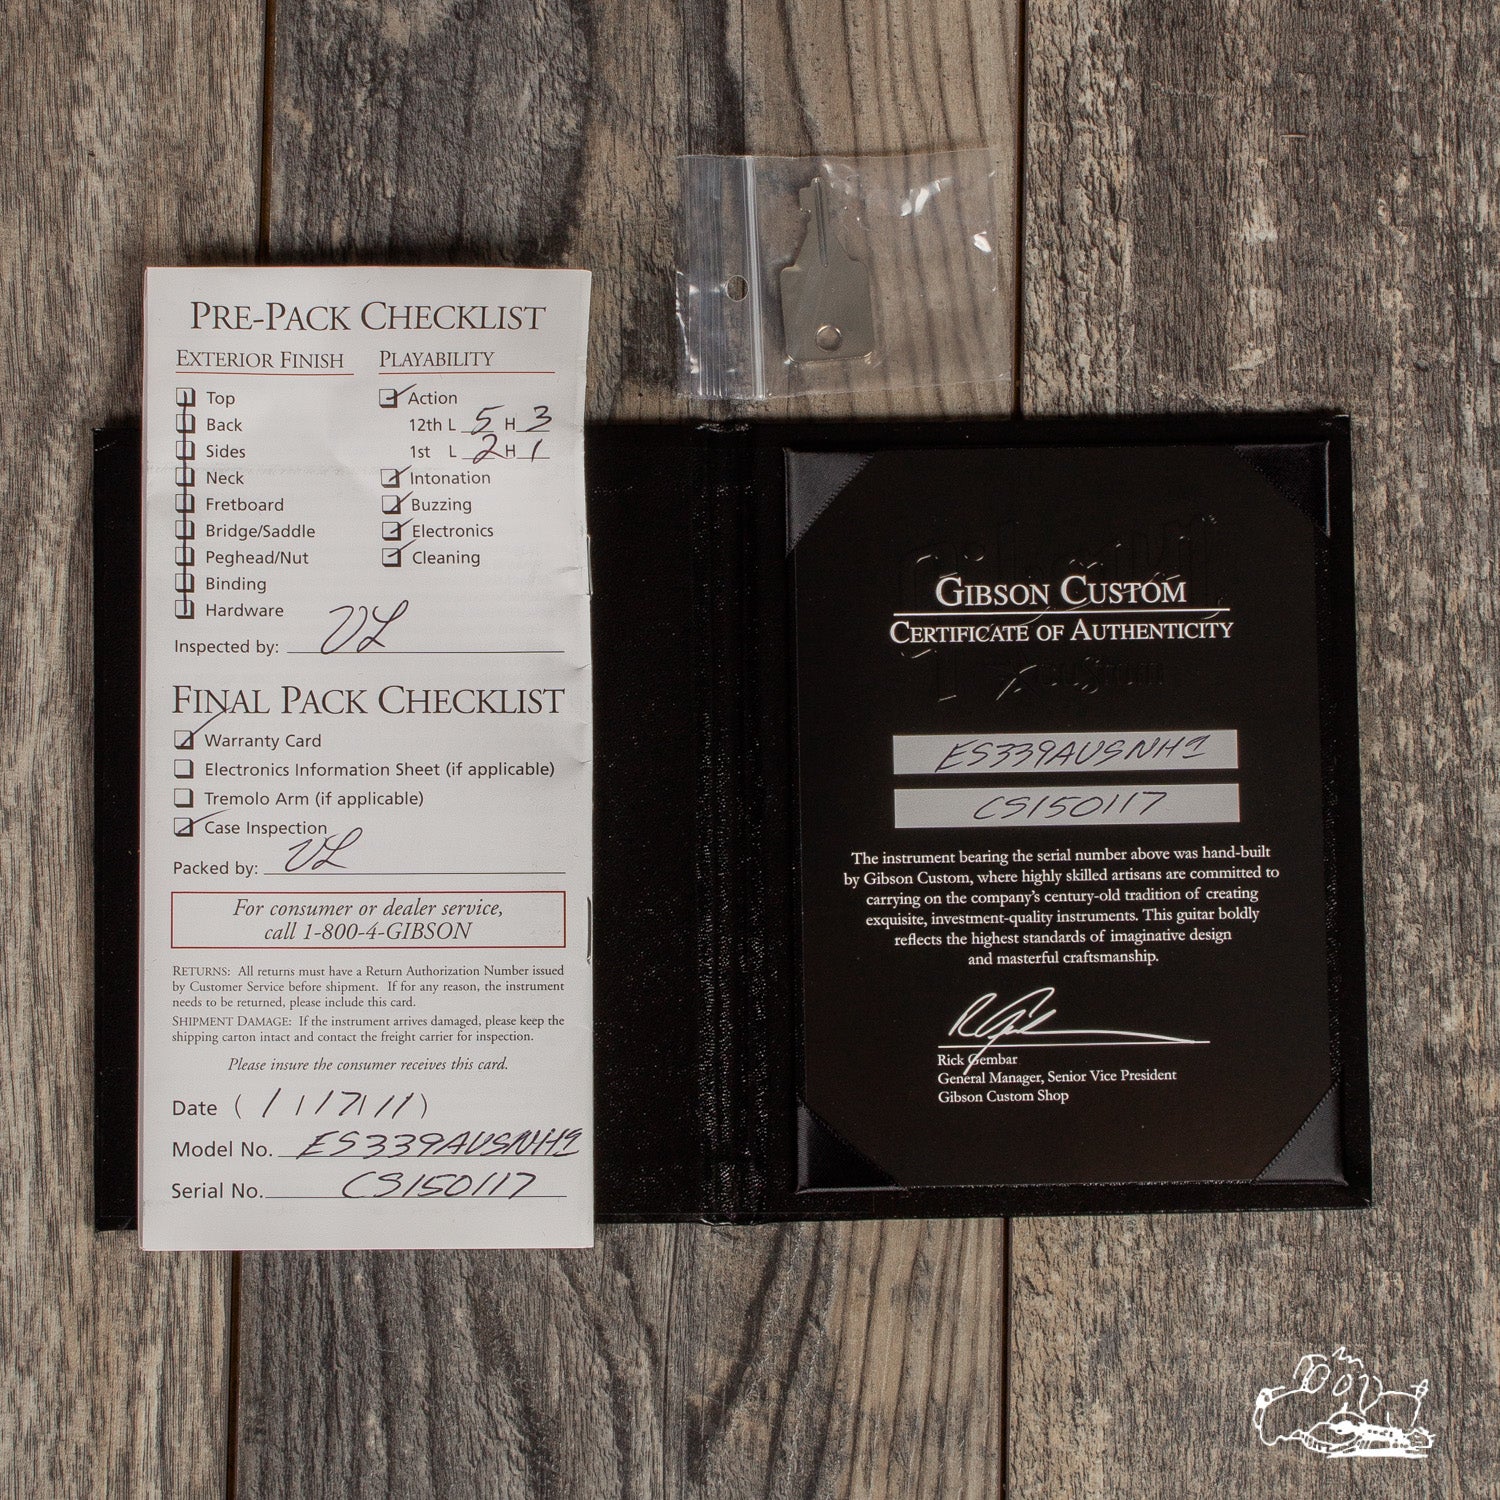 PRE-PACK CHECKLIST
EXTERIOR FINISH
Top
Back
Sides
Neck
Fretboard
Bridge/Saddle
Peghead/Nut
Binding
Hardware
PLAYABILITY
Action
12th L 5 H 3
1st L 2 H 1
Intonation
Buzzing
Electronics
Cleaning
Inspected by: VL
FINAL PACK CHECKLIST
Warranty Card
Electronics Information Sheet (if applicable)
Tremolo Arm (if applicable)
Case Inspection
Packed by: VL
For consumer or dealer service,
call 1-800-4-GIBSON
RETURNS: All returns must have a Return Authorization Number issued
by Customer Service before shipment. If for any reason, the instrument
needs to be returned, please include this card.
SHIPMENT DAMAGE: If the instrument arrives damaged, please keep the
shipping carton intact and contact the freight carrier for inspection.
Please insure the consumer receives this card.
Date ( 1 / 17 / 11 )
Model No. ES339AUSNH1
Serial No. CS150117
GIBSON CUSTOM
CERTIFICATE OF AUTHENTICITY
ES339AUSNH1
CS150117
The instrument bearing the serial number above was hand-built
by Gibson Custom, where highly skilled artisans are committed to
carrying on the company's century-old tradition of creating
exquisite, investment-quality instruments. This guitar boldly
reflects the highest standards of imaginative design
and masterful craftsmanship.
Rick Gembar
General Manager, Senior Vice President
Gibson Custom Shop